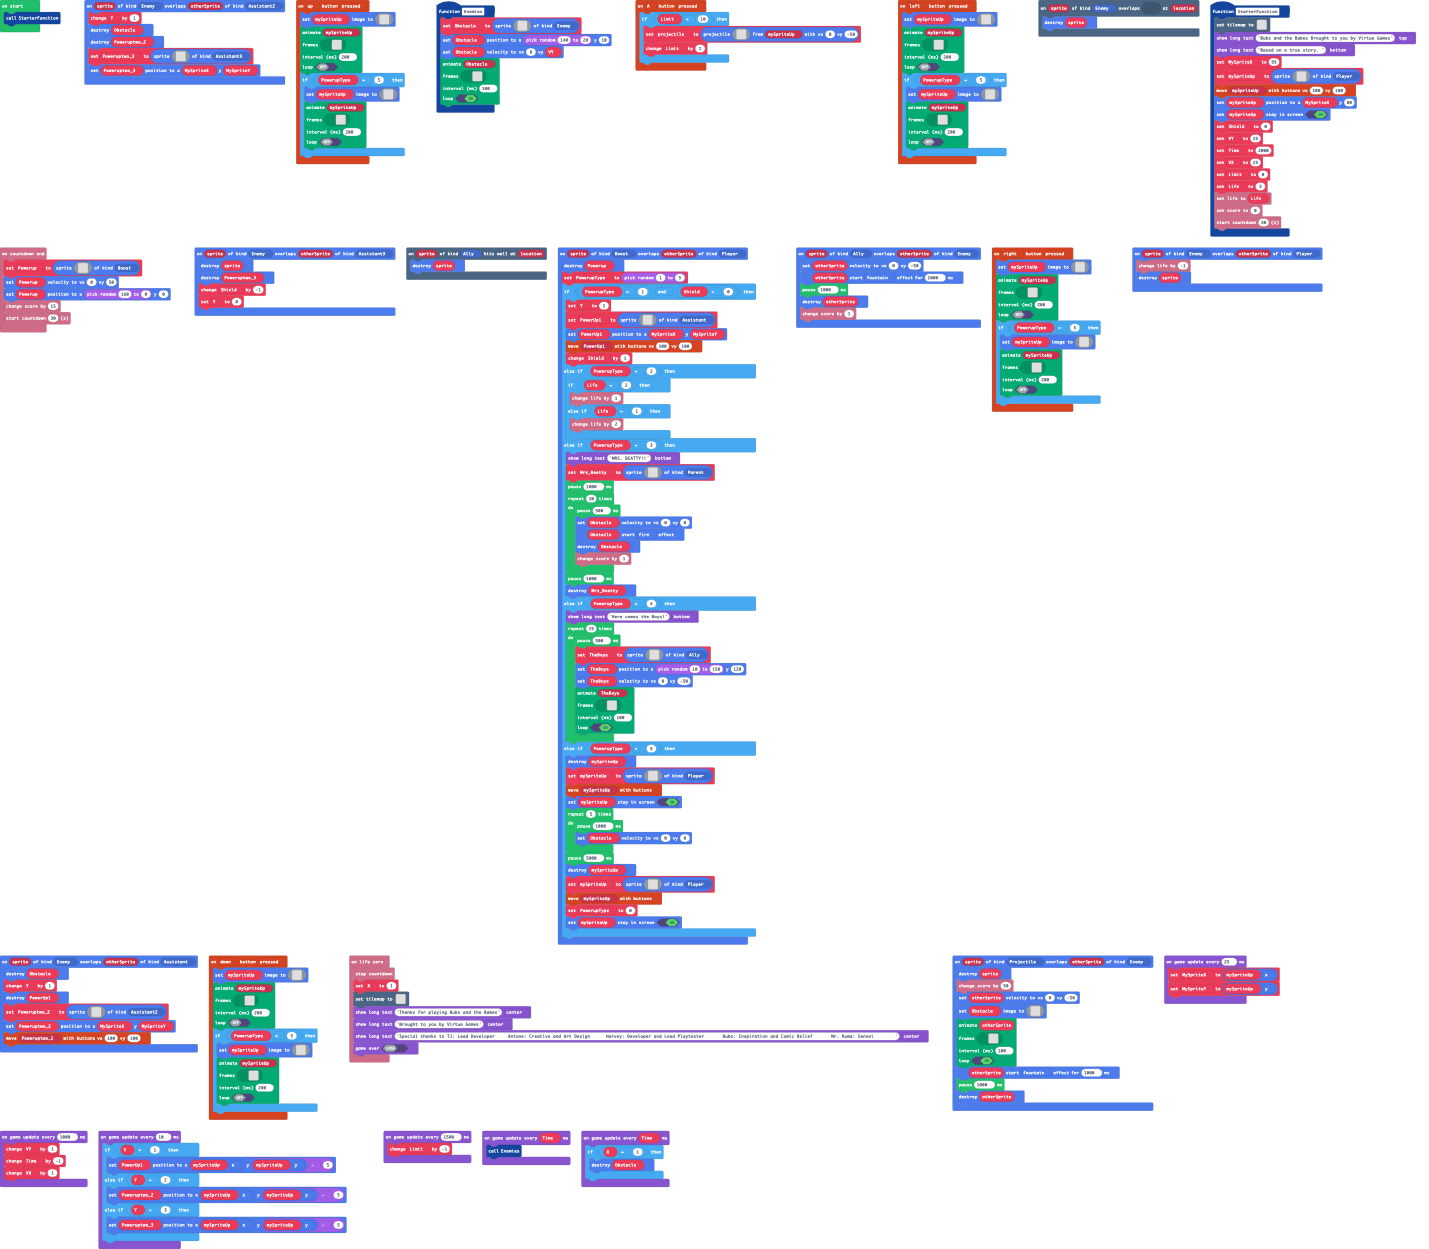 on start
call StarterFunction
on sprite of kind Enemy overlaps otherSprite of kind Assistant2
change Y by 1
destroy Obstacle
destroy Poweruptwo_2
set Poweruptwo_3 to sprite of kind Assistant3
set Poweruptwo_3 position to x MySpriteX y MySpriteY
on up button pressed
set mySpriteUp image to
animate mySpriteUp
frames
interval (ms) 200
loop OFF
if PowerupType = 5 then
set mySpriteUp image to
animate mySpriteUp
frames
interval (ms) 200
loop OFF
function Enemies
set Obstacle to sprite of kind Enemy
set Obstacle position to x pick random 140 to 20 y 10
set Obstacle velocity to vx 0 vy VY
animate Obstacle
frames
interval (ms) 100
loop ON
on A button pressed
if Limit < 10 then
set projectile to projectile from mySpriteUp with vx 0 vy -50
change Limit by 1
on left button pressed
set mySpriteUp image to
animate mySpriteUp
frames
interval (ms) 200
loop OFF
if PowerupType = 5 then
set mySpriteUp image to
animate mySpriteUp
frames
interval (ms) 200
loop OFF
on sprite of kind Enemy overlaps at location
destroy sprite
function StarterFunction
set tilemap to
show long text "Bubs and the Babes Brought to you by Virtue Games" top
show long text "Based on a true story." bottom
set MySpriteX to 95
set mySpriteUp to sprite of kind Player
move mySpriteUp with buttons vx 100 vy 100
set mySpriteUp position to x MySpriteX y 80
set mySpriteUp stay in screen ON
set Shield to 0
set VY to 25
set Time to 2000
set VX to 25
set Limit to 0
set Life to 3
set life to Life
set score to 0
start countdown 30 (s)
on countdown end
set Powerup to sprite of kind Boost
set Powerup velocity to vx 0 vy 50
set Powerup position to x pick random 160 to 0 y 0
change score by 15
start countdown 30 (s)
on sprite of kind Enemy overlaps otherSprite of kind Assistant3
destroy sprite
destroy Poweruptwo_3
change Shield by -1
set Y to 0
on sprite of kind Ally hits wall at location
destroy sprite
on sprite of kind Boost overlaps otherSprite of kind Player
destroy Powerup
set PowerupType to pick random 1 to 5
if PowerupType = 1 and Shield = 0 then
set Y to 1
set PowerUp1 to sprite of kind Assistant
set PowerUp1 position to x MySpriteX y MySpriteY
move PowerUp1 with buttons vx 100 vy 100
change Shield by 1
else if PowerupType = 2 then
if Life = 2 then
change life by 1
else if Life = 1 then
change life by 2
else if PowerupType = 3 then
show long text "MRS. BEATTY!!" bottom
set Mrs_Beatty to sprite of kind Parent
pause 1000 ms
repeat 10 times
do pause 500 ms
set Obstacle velocity to vx 0 vy 0
Obstacle start fire effect
destroy Obstacle
change score by 1
pause 1000 ms
destroy Mrs_Beatty
else if PowerupType = 4 then
show long text "Here comes the Boys!" bottom
repeat 15 times
do pause 500 ms
set TheBoys to sprite of kind Ally
set TheBoys position to x pick random 10 to 150 y 120
set TheBoys velocity to vx 0 vy -50
animate TheBoys
frames
interval (ms) 100
loop ON
else if PowerupType = 5 then
destroy mySpriteUp
set mySpriteUp to sprite of kind Player
move mySpriteUp with buttons
set mySpriteUp stay in screen ON
repeat 5 times
do pause 1000 ms
set Obstacle velocity to vx 0 vy 0
pause 5000 ms
destroy mySpriteUp
set mySpriteUp to sprite of kind Player
move mySpriteUp with buttons
set PowerupType to 0
set mySpriteUp stay in screen ON
on sprite of kind Ally overlaps otherSprite of kind Enemy
set otherSprite velocity to vx 0 vy -50
otherSprite start fountain effect for 1000 ms
pause 1000 ms
destroy otherSprite
change score by 1
on right button pressed
set mySpriteUp image to
animate mySpriteUp
frames
interval (ms) 200
loop OFF
if PowerupType = 5 then
set mySpriteUp image to
animate mySpriteUp
frames
interval (ms) 200
loop OFF
on sprite of kind Enemy overlaps otherSprite of kind Player
change life by -1
destroy sprite
on sprite of kind Enemy overlaps otherSprite of kind Assistant
destroy Obstacle
change Y by 1
destroy PowerUp1
set Poweruptwo_2 to sprite of kind Assistant2
set Poweruptwo_2 position to x MySpriteX y MySpriteY
move Poweruptwo_2 with buttons vx 100 vy 100
on down button pressed
set mySpriteUp image to
animate mySpriteUp
frames
interval (ms) 200
loop OFF
if PowerupType = 5 then
set mySpriteUp image to
animate mySpriteUp
frames
interval (ms) 200
loop OFF
on life zero
stop countdown
set X to 1
set tilemap to
show long text "Thanks for playing Bubs and the Babes" center
show long text "Brought to you by Virtue Games" center
show long text "Special thanks to TJ: Lead Developer Antone: Creative and Art Design Harvey: Developer and Lead Playtester Bubs: Inspiration and Comic Relief Mr. Rume: Sensei" center
game over LOSE
on sprite of kind Projectile overlaps otherSprite of kind Enemy
destroy sprite
change score by 50
set otherSprite velocity to vx 0 vy -50
set Obstacle image to
animate otherSprite
frames
interval (ms) 100
loop ON
otherSprite start fountain effect for 1000 ms
pause 1000 ms
destroy otherSprite
on game update every 25 ms
set MySpriteX to mySpriteUp x
set MySpriteY to mySpriteUp y
on game update every 1000 ms
change VY by 1
change Time by -1
change VX by 1
on game update every 10 ms
if Y = 1 then
set PowerUp1 position to x mySpriteUp x y mySpriteUp y - 5
else if Y = 2 then
set Poweruptwo_2 position to x mySpriteUp x y mySpriteUp y - 5
else if Y = 3 then
set Poweruptwo_3 position to x mySpriteUp x y mySpriteUp y - 5
on game update every 1500 ms
change Limit by -1
on game update every Time ms
call Enemies
on game update every Time ms
if X = 1 then
destroy Obstacle